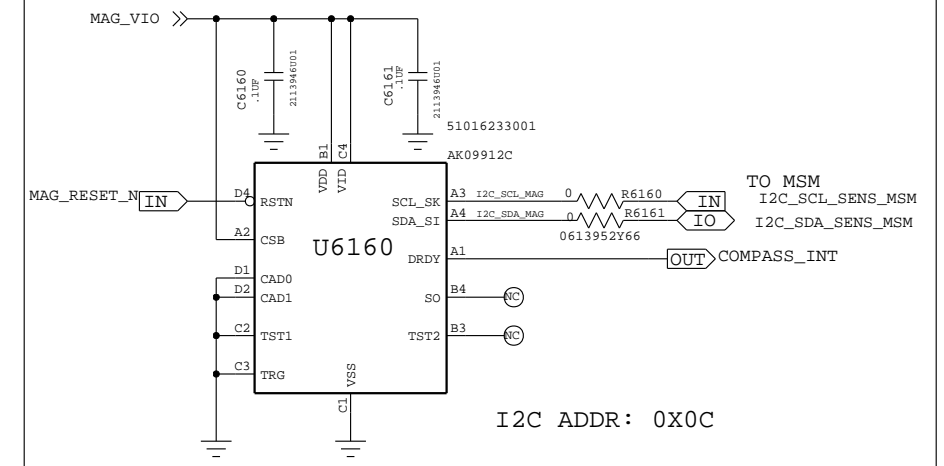 MAG_VIO
C6160
.1UF
2113946U01
C6161
.1UF
2113946U01
51016233001
AK09912C
B1
C4
VDD
VID
MAG_RESET_N
IN
D4
RSTN
A2
CSB
D1
CAD0
D2
CAD1
C2
TST1
C3
TRG
U6160
VSS
C1
SCL_SK
A3
I2C_SCL_MAG
0
R6160
IN
TO MSM
I2C_SCL_SENS_MSM
SDA_SI
A4
I2C_SDA_MAG
0
R6161
IO
I2C_SDA_SENS_MSM
0613952Y66
DRDY
A1
OUT
COMPASS_INT
SO
B4
NC
TST2
B3
NC
I2C ADDR: 0X0C